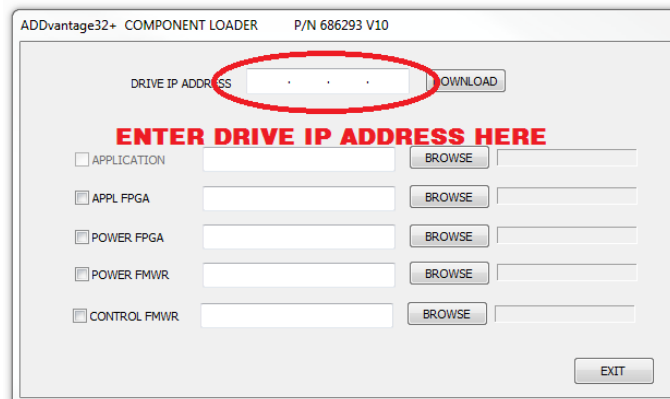 ADDvantage32+ COMPONENT LOADER P/N 686293 V10
DRIVE IP ADDRESS . . . DOWNLOAD
ENTER DRIVE IP ADDRESS HERE
APPLICATION BROWSE
APPL FPGA BROWSE
POWER FPGA BROWSE
POWER FMWR BROWSE
CONTROL FMWR BROWSE
EXIT